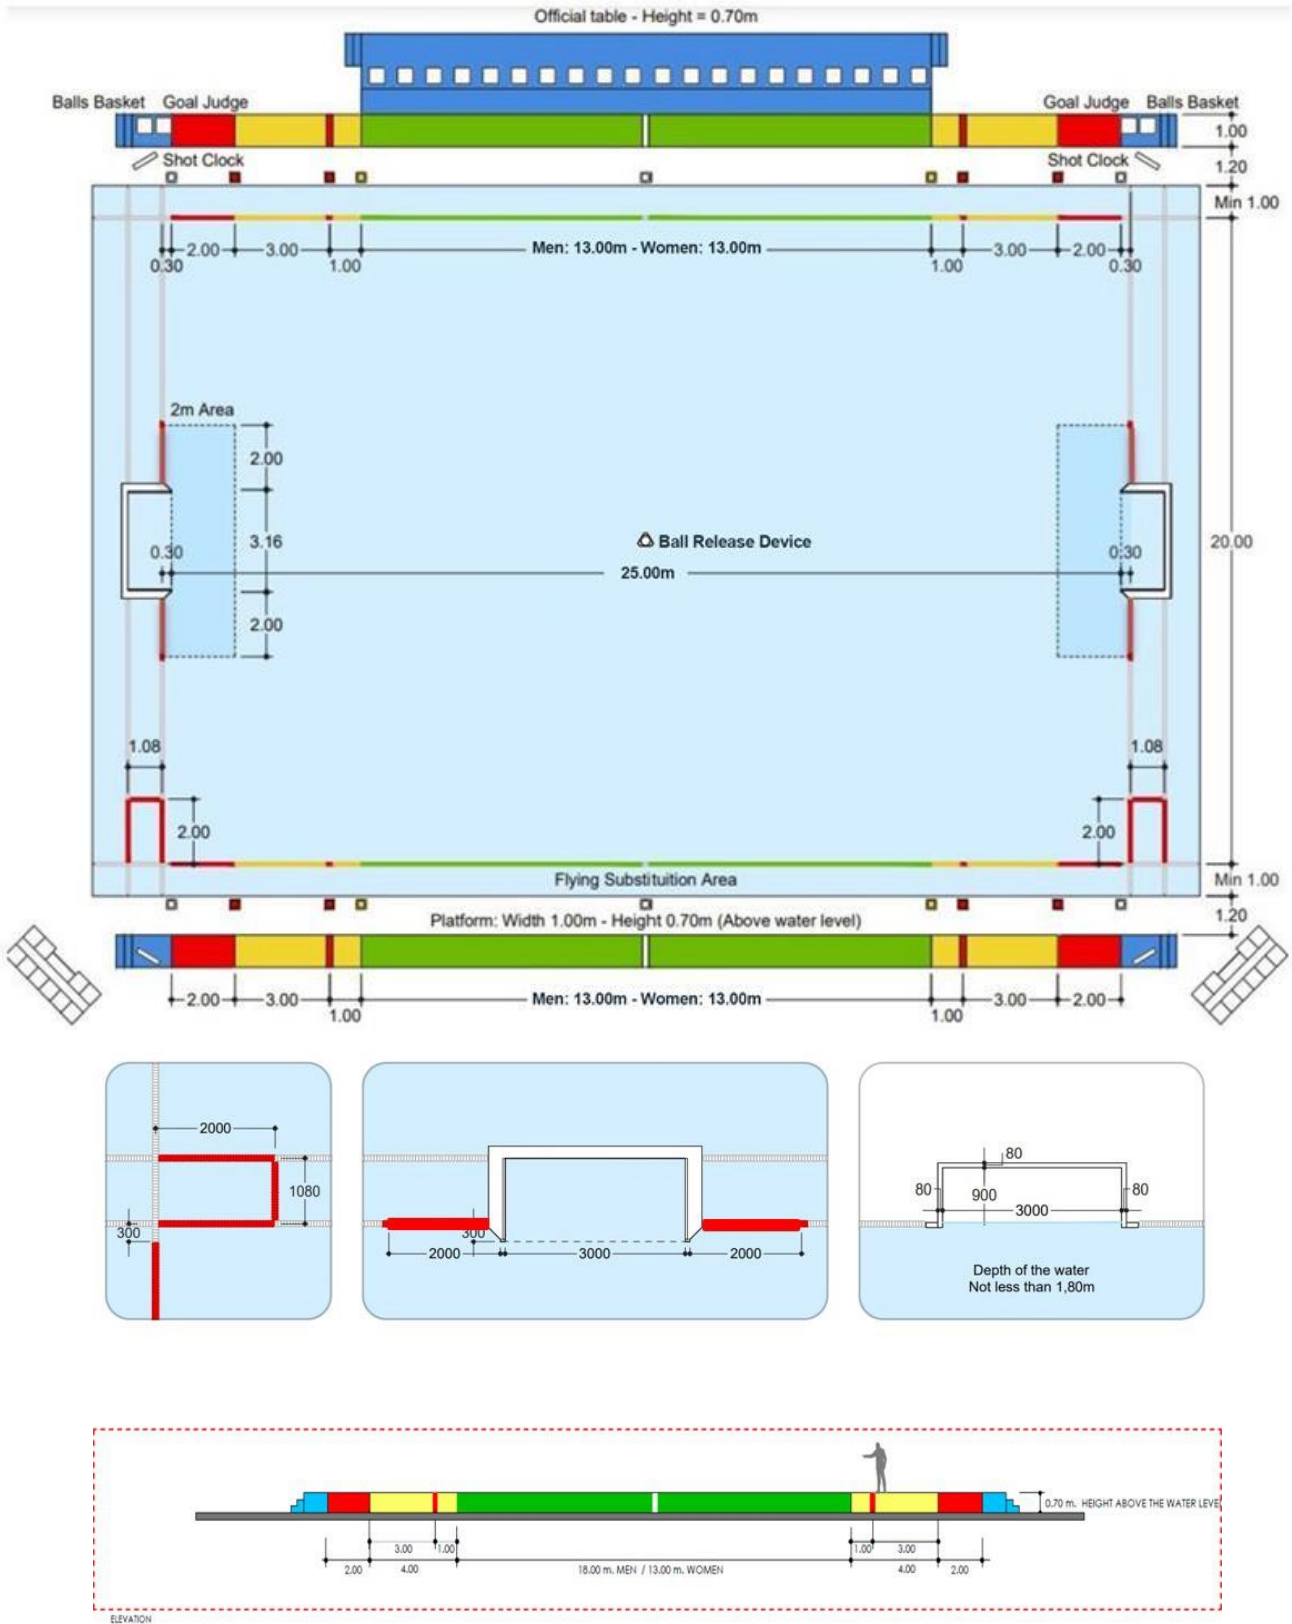 Official table - Height = 0.70m
Balls Basket Goal Judge Goal Judge Balls Basket
1.00
Shot Clock Shot Clock
1.20
Min 1.00
2.00 3.00 Men: 13.00m - Women: 13.00m 3.00 2.00
0.30 1.00 1.00 0.30
2m Area
2.00
3.16 Ball Release Device 20.00
0.30 0.30
25.00m
2.00
1.08 1.08
2.00 2.00
Flying Substituition Area Min 1.00
Platform: Width 1.00m - Height 0.70m (Above water level) 1.20
2.00 3.00 Men: 13.00m - Women: 13.00m 3.00 2.00
1.00 1.00
2000
1080
300
300
2000 3000 2000
80
80 900 80
3000
Depth of the water
Not less than 1,80m
0.70 m. HEIGHT ABOVE THE WATER LEVE
3.00 1.00 1.00 3.00
2.00 4.00 18.00 m. MEN / 13.00 m. WOMEN 4.00 2.00
ELEVATION